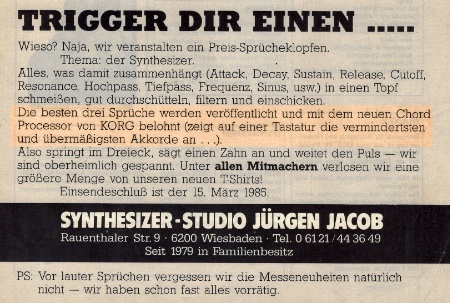 TRIGGER DIR EINEN .....
Wieso? Naja, wir veranstalten ein Preis-Sprücheklopfen.
Thema: der Synthesizer.
Alles, was damit zusammenhängt (Attack, Decay, Sustain, Release, Cutoff,
Resonance, Hochpass, Tiefpass, Frequenz, Sinus, usw.) in einen Topf
schmeißen, gut durchschütteln, filtern und einschicken.
Die besten drei Sprüche werden veröffentlicht und mit dem neuen Chord
Processor von KORG belohnt (zeigt auf einer Tastatur die vermindertsten
und übermäßigsten Akkorde an . . .).
Also springt im Dreieck, sägt einen Zahn an und weitet den Puls — wir
sind oberheimlich gespannt. Unter allen Mitmachern verlosen wir eine
größere Menge von unseren neuen T-Shirts!
Einsendeschluß ist der 15. März 1985.
SYNTHESIZER-STUDIO JÜRGEN JACOB
Rauenthaler Str. 9 · 6200 Wiesbaden · Tel. 0 61 21 / 44 36 49
Seit 1979 in Familienbesitz
PS: Vor lauter Sprüchen vergessen wir die Messeneuheiten natürlich
nicht — wir haben schon fast alles vorrätig.